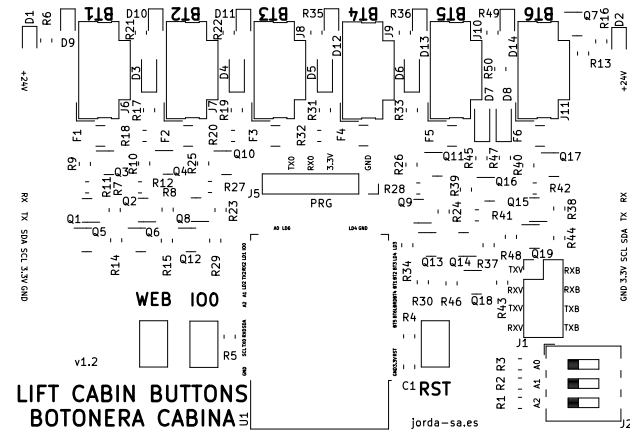 D1
R6
D9
BT1
D10
R21
BT2
D11
R22
BT3
R35
J8
D12
BT4
R36
J9
D13
BT5
R49
J10
D14
BT6
Q7
R16
D2
R13
+24V
D3
D4
D5
D6
R50
D7
D8
+24V
J6
R17
J7
R19
R31
R33
J11
F1
R18
F2
R20
F3
R32
F4
F5
F6
R9
Q3
R10
Q4
R25
Q10
TX0
RX0
3.3V
GND
R26
Q11
R45
R47
R40
Q17
R11
R7
R12
R8
R27
J5
PRG
R28
R39
Q16
R42
Q2
R23
Q9
R24
Q15
R38
Q1
Q5
Q6
Q8
R41
R44
RX
TX
SDA
SCL
3.3V
GND
R14
R15
Q12
R29
A0 LD6
LD4 GND
R34
Q13
Q14
R37
R48
Q19
RX
TX
SDA
SCL
3.3V
GND
R30
R46
Q18
R43
TXV
RXV
RXV
TXV
RXB
TXB
RXB
TXB
WEB
IO0
R4
R5
J1
v1.2
C1
RST
R3
R2
R1
A0
A1
A2
LIFT CABIN BUTTONS
BOTONERA CABINA
U1
jorda-sa.es
J2